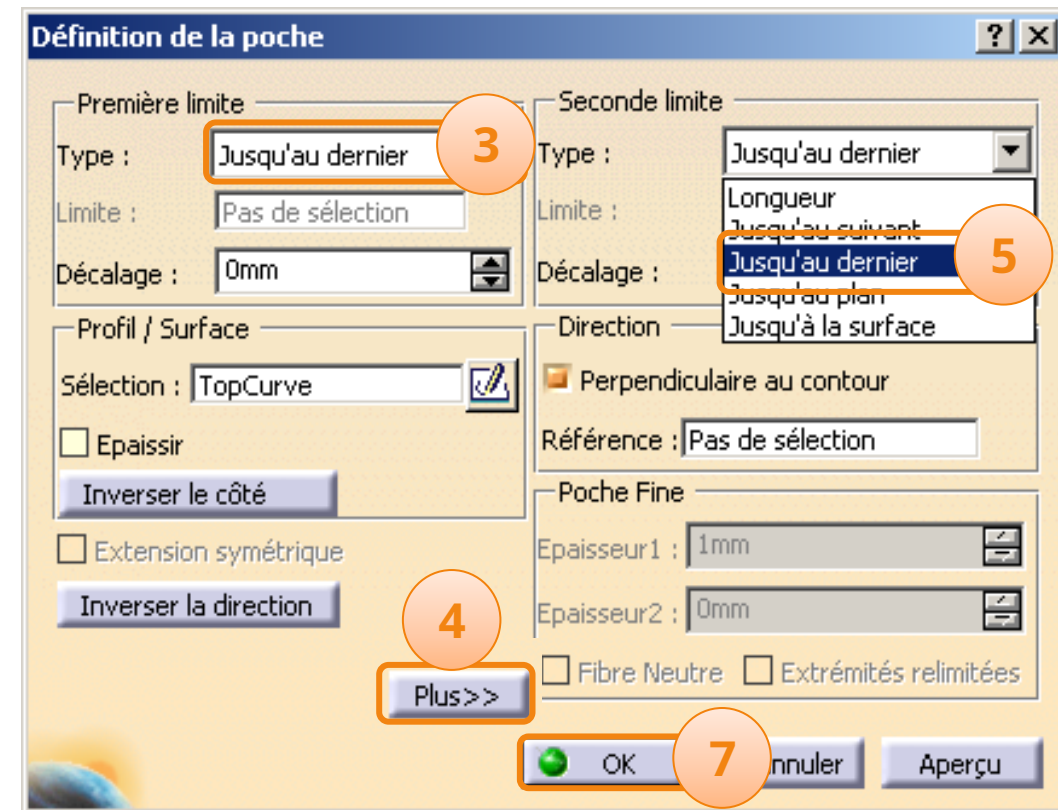 Définition de la poche
Première limite
Type : Jusqu'au dernier 3
Limite : Pas de sélection
Décalage : 0mm
Profil / Surface
Sélection : TopCurve
Epaissir
Inverser le côté
Extension symétrique
Inverser la direction
4
Plus>>
Seconde limite
Type : Jusqu'au dernier
Limite :
Décalage :
Longueur
Jusqu'au suivant
Jusqu'au dernier 5
Jusqu'au plan
Jusqu'à la surface
Direction
Perpendiculaire au contour
Référence : Pas de sélection
Poche Fine
Epaisseur1 : 1mm
Epaisseur2 : 0mm
Fibre Neutre Extrémités relimitées
OK 7 nnuler Aperçu